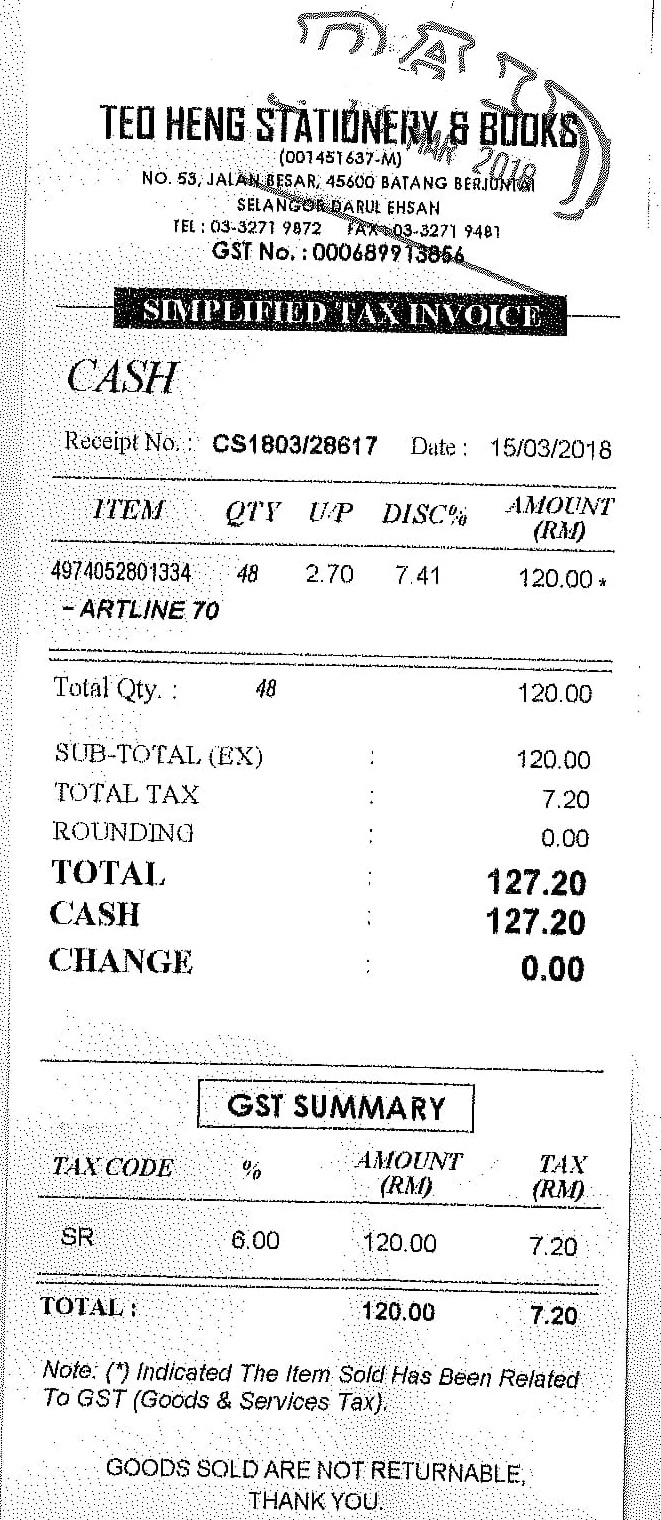 PAID
TEO HENG STATIONERY & BOOKS
MAR 2018
(001451637-M)
NO. 53, JALAN BESAR, 45600 BATANG BERJUNTAI
SELANGOR DARUL EHSAN
TEL : 03-3271 9872 FAX : 03-3271 9481
GST No. : 000689913856
SIMPLIFIED TAX INVOICE
CASH
Receipt No. : CS1803/28617 Date : 15/03/2018
ITEM QTY U/P DISC% AMOUNT
(RM)
4974052801334 48 2.70 7.41 120.00 *
- ARTLINE 70
Total Qty. : 48 120.00
SUB-TOTAL (EX) : 120.00
TOTAL TAX : 7.20
ROUNDING : 0.00
TOTAL : 127.20
CASH : 127.20
CHANGE : 0.00
GST SUMMARY
TAX CODE % AMOUNT TAX
(RM) (RM)
SR 6.00 120.00 7.20
TOTAL : 120.00 7.20
Note: (*) Indicated The Item Sold Has Been Related
To GST (Goods & Services Tax).
GOODS SOLD ARE NOT RETURNABLE,
THANK YOU.